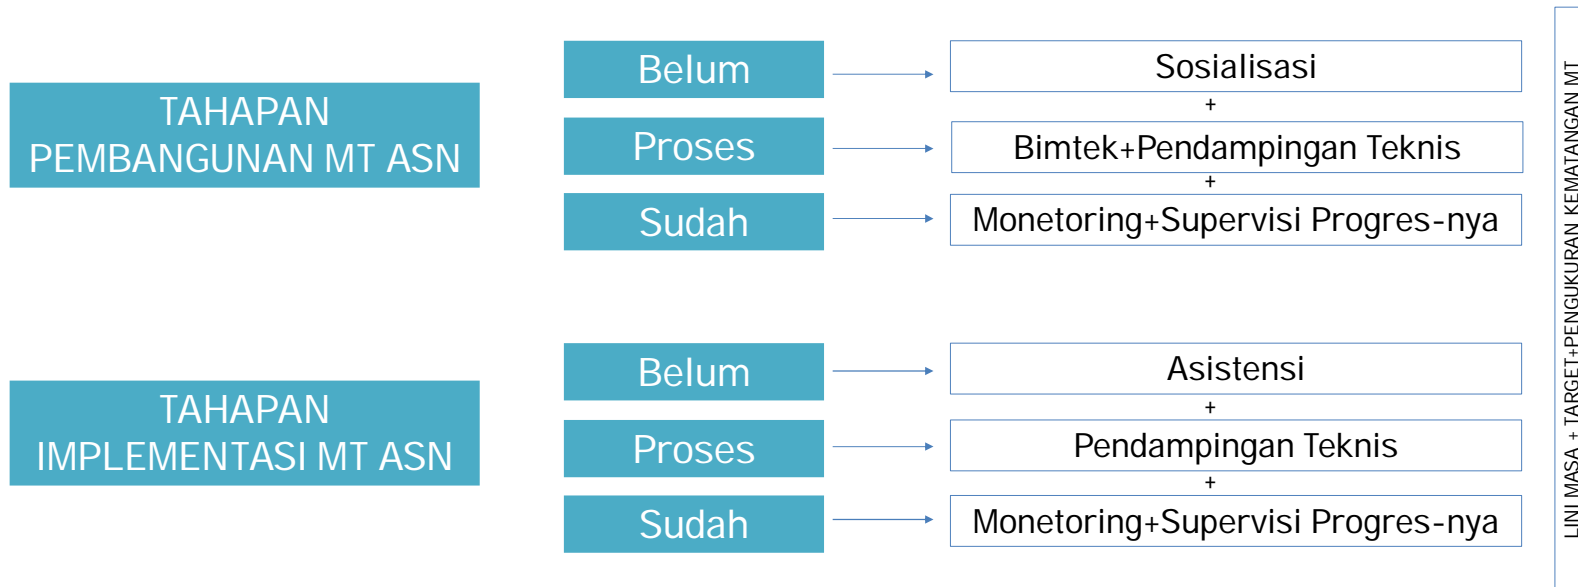 TAHAPAN
PEMBANGUNAN MT ASN
Belum
Sosialisasi
+
Proses
Bimtek+Pendampingan Teknis
+
Sudah
Monetoring+Supervisi Progres-nya
TAHAPAN
IMPLEMENTASI MT ASN
Belum
Asistensi
+
Proses
Pendampingan Teknis
+
Sudah
Monetoring+Supervisi Progres-nya
LINI MASA + TARGET+PENGUKURAN KEMATANGAN MT